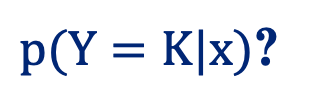 p(Y = K|x)?